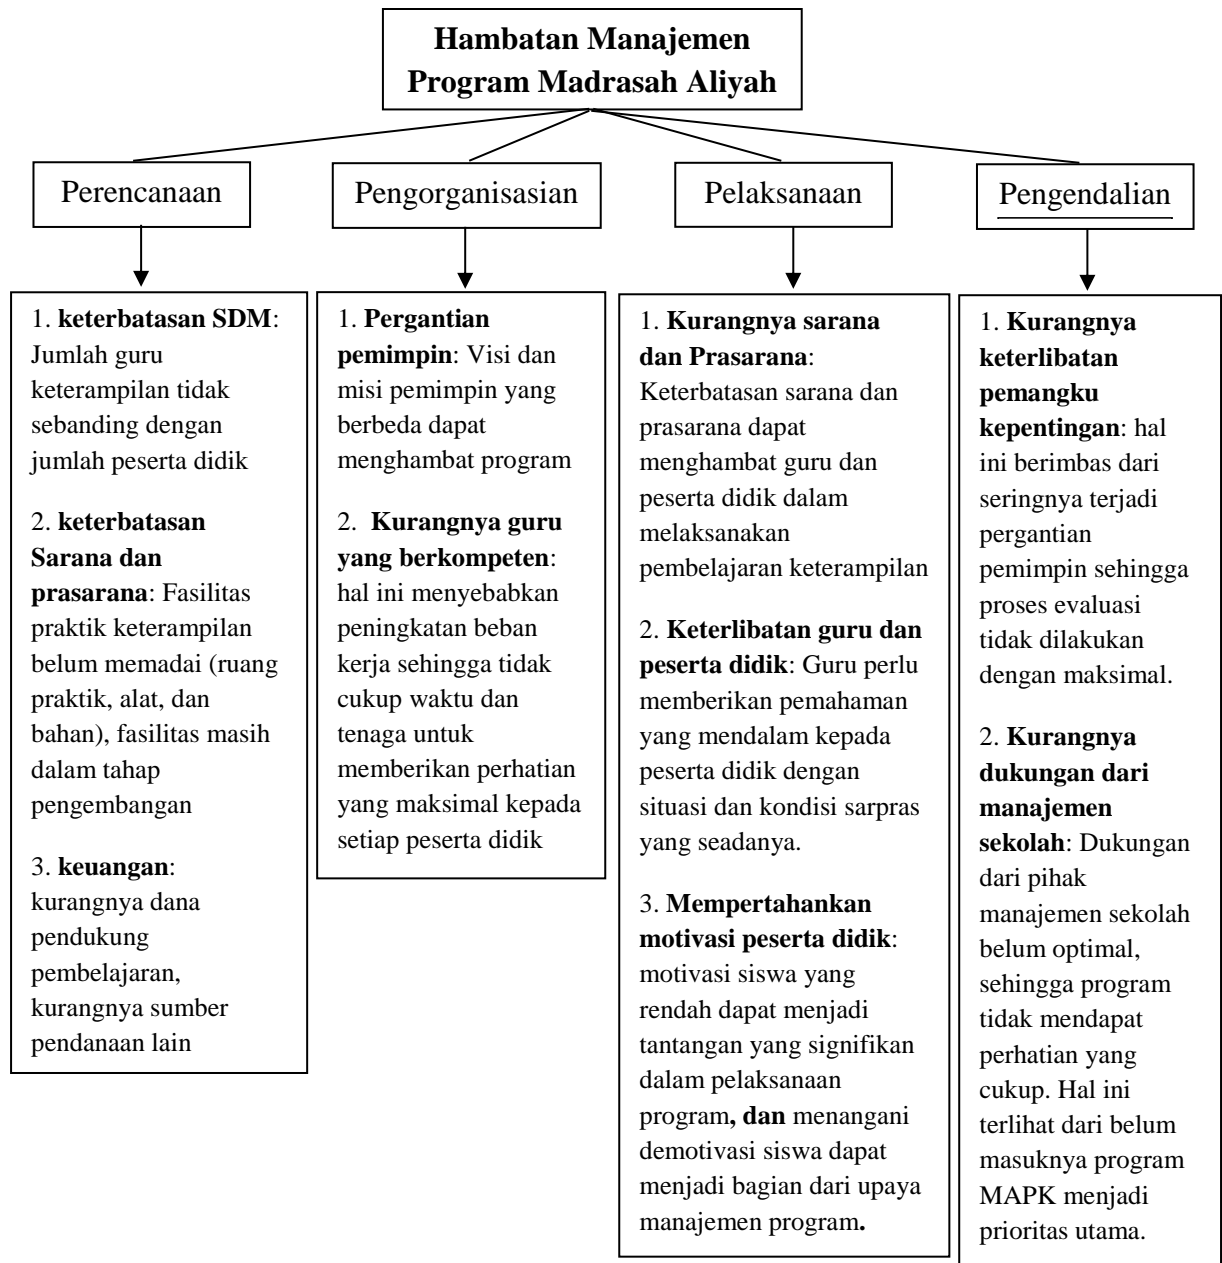 Hambatan Manajemen
Program Madrasah Aliyah
Perencanaan
Pengorganisasian
Pelaksanaan
Pengendalian
1. keterbatasan SDM:
Jumlah guru
keterampilan tidak
sebanding dengan
jumlah peserta didik
2. keterbatasan
Sarana dan
prasarana: Fasilitas
praktik keterampilan
belum memadai (ruang
praktik, alat, dan
bahan), fasilitas masih
dalam tahap
pengembangan
3. keuangan:
kurangnya dana
pendukung
pembelajaran,
kurangnya sumber
pendanaan lain
1. Pergantian
pemimpin: Visi dan
misi pemimpin yang
berbeda dapat
menghambat program
2. Kurangnya guru
yang berkompeten:
hal ini menyebabkan
peningkatan beban
kerja sehingga tidak
cukup waktu dan
tenaga untuk
memberikan perhatian
yang maksimal kepada
setiap peserta didik
1. Kurangnya sarana
dan Prasarana:
Keterbatasan sarana dan
prasarana dapat
menghambat guru dan
peserta didik dalam
melaksanakan
pembelajaran keterampilan
2. Keterlibatan guru dan
peserta didik: Guru perlu
memberikan pemahaman
yang mendalam kepada
peserta didik dengan
situasi dan kondisi sarpras
yang seadanya.
3. Mempertahankan
motivasi peserta didik:
motivasi siswa yang
rendah dapat menjadi
tantangan yang signifikan
dalam pelaksanaan
program, dan menangani
demotivasi siswa dapat
menjadi bagian dari upaya
manajemen program.
1. Kurangnya
keterlibatan
pemangku
kepentingan: hal
ini berimbas dari
seringnya terjadi
pergantian
pemimpin sehingga
proses evaluasi
tidak dilakukan
dengan maksimal.
2. Kurangnya
dukungan dari
manajemen
sekolah: Dukungan
dari pihak
manajemen sekolah
belum optimal,
sehingga program
tidak mendapat
perhatian yang
cukup. Hal ini
terlihat dari belum
masuknya program
MAPK menjadi
prioritas utama.